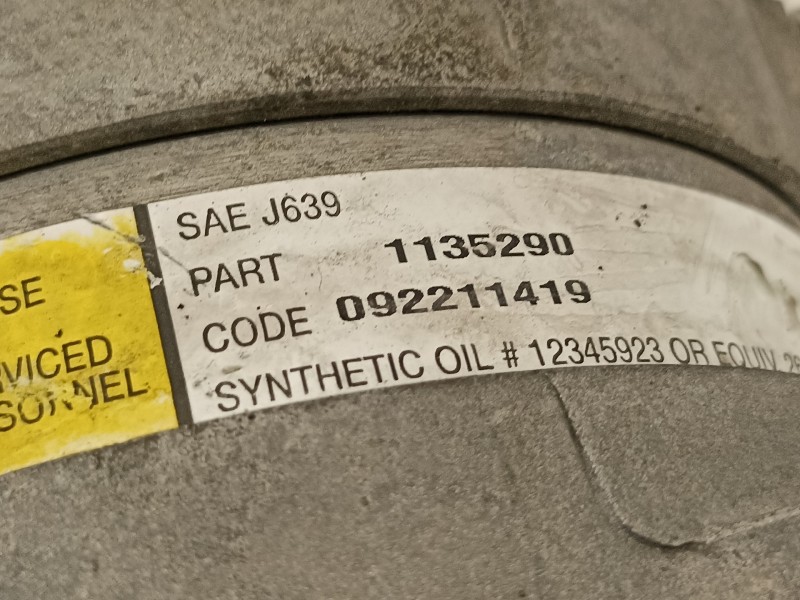 SE
VICED
SONNEL
SAE J639
PART 1135290
CODE 092211419
SYNTHETIC OIL # 12345923 OR EQUIV